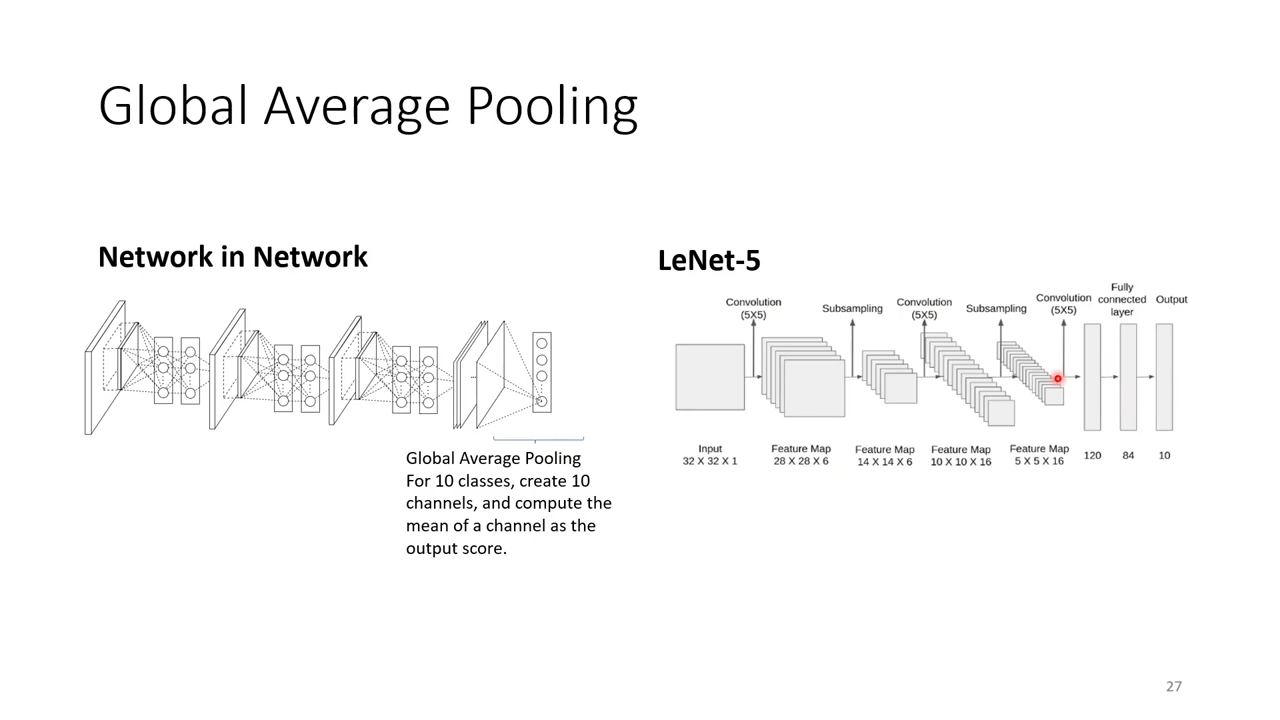 Global Average Pooling
Network in Network
Global Average Pooling
For 10 classes, create 10
channels, and compute the
mean of a channel as the
output score.
LeNet-5
Convolution
(5X5)
Subsampling
Convolution
(5X5)
Subsampling
Convolution
(5X5)
Fully
connected
layer
Output
Input
32 X 32 X 1
Feature Map
28 X 28 X 6
Feature Map
14 X 14 X 6
Feature Map
10 X 10 X 16
Feature Map
5 X 5 X 16
120
84
10
27